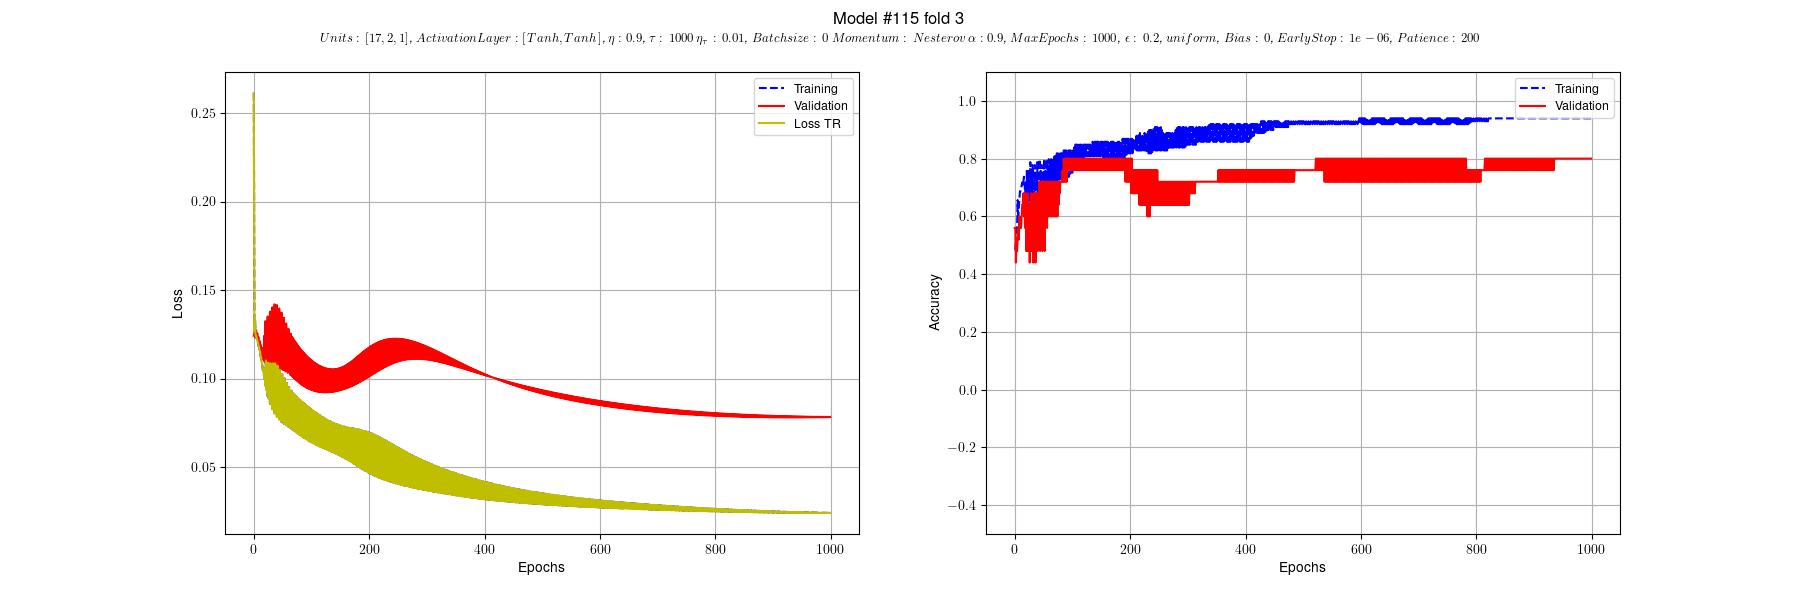 Model #115 fold 3
Units : [17, 2, 1], ActivationLayer : [Tanh, Tanh], η : 0.9, τ : 1000 η_τ : 0.01, Batchsize : 0 Momentum : Nesterov α : 0.9, MaxEpochs : 1000, ϵ : 0.2, uniform, Bias : 0, EarlyStop : 1e − 06, Patience : 200
Training
Validation
Loss TR
0.25
0.20
0.15
0.10
0.05
Loss
0 200 400 600 800 1000
Epochs
Training
Validation
1.0
0.8
0.6
0.4
0.2
0.0
−0.2
−0.4
Accuracy
0 200 400 600 800 1000
Epochs